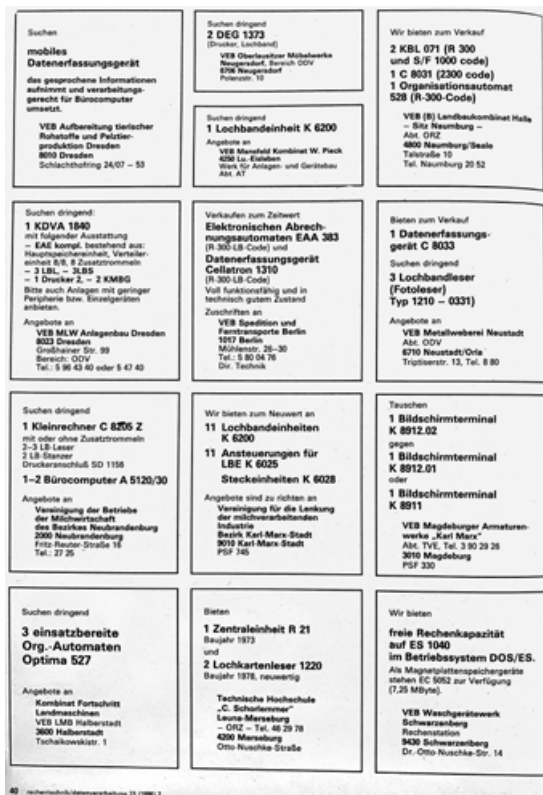 Suchen
mobiles
Datenerfassungsgerät
das gesprochene Informationen
aufnimmt und verarbeitungs-
gerecht für Bürocomputer
umsetzt.
VEB Aufbereitung tierischer
Rohstoffe und Pelztier-
produktion Dresden
8010 Dresden
Schlachthofring 24/07 – 53
Suchen dringend
2 DEG 1373
(Drucker, Lochband)
VEB Oberlausitzer Möbelwerke
Neugersdorf, Bereich ODV
8706 Neugersdorf
Polenzstr. 10
Suchen dringend
1 Lochbandeinheit K 6200
Angebote an
VEB Mansfeld Kombinat W. Pieck
4250 Lu.-Eisleben
Werk für Anlagen- und Gerätebau
Abt. AT
Wir bieten zum Verkauf
2 KBL 071 (R 300
und S/F 1000 code)
1 C 8031 (2300 code)
1 Organisationsautomat
528 (R-300-Code)
VEB (B) Landbaukombinat Halle
– Sitz Naumburg –
Abt. ORZ
4800 Naumburg/Saale
Talstraße 10
Tel. Naumburg 20 52
Suchen dringend:
1 KDVA 1840
mit folgender Ausstattung
– EAE kompl. bestehend aus:
Hauptspeichereinheit, Verteiler-
einheit 6/8, 8 Zusatztrommeln
– 3 LBL, – 3LBS
– 1 Drucker 2, – 2 KMBG
Bitte auch Anlagen mit geringer
Peripherie bzw. Einzelgeräten
anbieten.
Angebote an
VEB MLW Anlagenbau Dresden
8023 Dresden
Großhainer Str. 99
Bereich: ODV
Tel.: 5 96 43 40 oder 5 47 40
Verkaufen zum Zeitwert
Elektronischen Abrech-
nungsautomaten EAA 383
(R-300-LB-Code) und
Datenerfassungsgerät
Cellatron 1310
(R-300-LB-Code)
Voll funktionsfähig und in
technisch gutem Zustand
Zuschriften an
VEB Spedition und
Ferntransporte Berlin
1017 Berlin
Mühlenstr. 26–30
Tel.: 5 80 04 76
Dir. Technik
Bieten zum Verkauf
1 Datenerfassungs-
gerät C 8033
Suchen dringend
3 Lochbandleser
(Fotoleser)
Typ 1210 – 0331)
Angebote an
VEB Metallweberei Neustadt
Abt. ODV
6710 Neustadt/Orla
Triptiserstr. 13, Tel. 8 80
Suchen dringend
1 Kleinrechner C 8205 Z
mit oder ohne Zusatztrommeln
2–3 LB-Leser
2 LB-Stanzer
Druckeranschluß SD 1156
1–2 Bürocomputer A 5120/30
Angebote an
Vereinigung der Betriebe
der Milchwirtschaft
des Bezirkes Neubrandenburg
2000 Neubrandenburg
Fritz-Reuter-Straße 16
Tel.: 27 25
Wir bieten zum Neuwert an
11 Lochbandeinheiten
K 6200
11 Ansteuerungen für
LBE K 6025
Steckeinheiten K 6028
Angebote sind zu richten an
Vereinigung für die Lenkung
der milchverarbeitenden
Industrie
Bezirk Karl-Marx-Stadt
9010 Karl-Marx-Stadt
PSF 745
Tauschen
1 Bildschirmterminal
K 8912.02
gegen
1 Bildschirmterminal
K 8912.01
oder
1 Bildschirmterminal
K 8911
VEB Magdeburger Armaturen-
werke „Karl Marx“
Abt. TVE, Tel. 3 90 29 26
3010 Magdeburg
PSF 330
Suchen dringend
3 einsatzbereite
Org.-Automaten
Optima 527
Angebote an
Kombinat Fortschritt
Landmaschinen
VEB LMB Halberstadt
3600 Halberstadt
Tschaikowskistr. 1
Bieten
1 Zentraleinheit R 21
Baujahr 1973
und
2 Lochkartenleser 1220
Baujahr 1978, neuwertig
Technische Hochschule
„C. Schorlemmer“
Leuna-Merseburg
– ORZ – Tel. 46 29 78
4200 Merseburg
Otto-Nuschke-Straße
Wir bieten
freie Rechenkapazität
auf ES 1040
im Betriebssystem DOS/ES.
Als Magnetplattenspeichergeräte
stehen EC 5052 zur Verfügung
(7,25 MByte).
VEB Waschgerätewerk
Schwarzenberg
Rechenstation
9430 Schwarzenberg
Dr.-Otto-Nuschke-Str. 14
40 rechentechnik/datenverarbeitung 23 (1986) 3